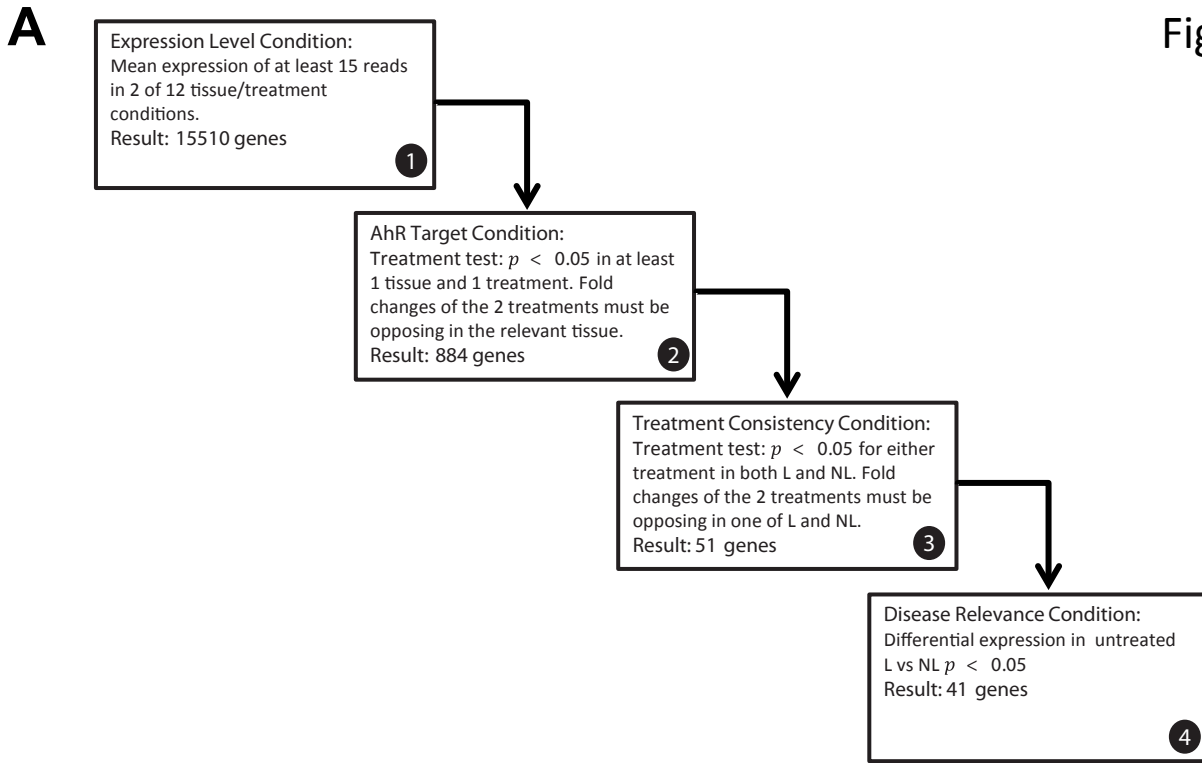 A
Fig
Expression Level Condition:
Mean expression of at least 15 reads
in 2 of 12 tissue/treatment
conditions.
Result: 15510 genes
1
AhR Target Condition:
Treatment test: p < 0.05 in at least
1 tissue and 1 treatment. Fold
changes of the 2 treatments must be
opposing in the relevant tissue.
Result: 884 genes
2
Treatment Consistency Condition:
Treatment test: p < 0.05 for either
treatment in both L and NL. Fold
changes of the 2 treatments must be
opposing in one of L and NL.
Result: 51 genes
3
Disease Relevance Condition:
Differential expression in untreated
L vs NL p < 0.05
Result: 41 genes
4